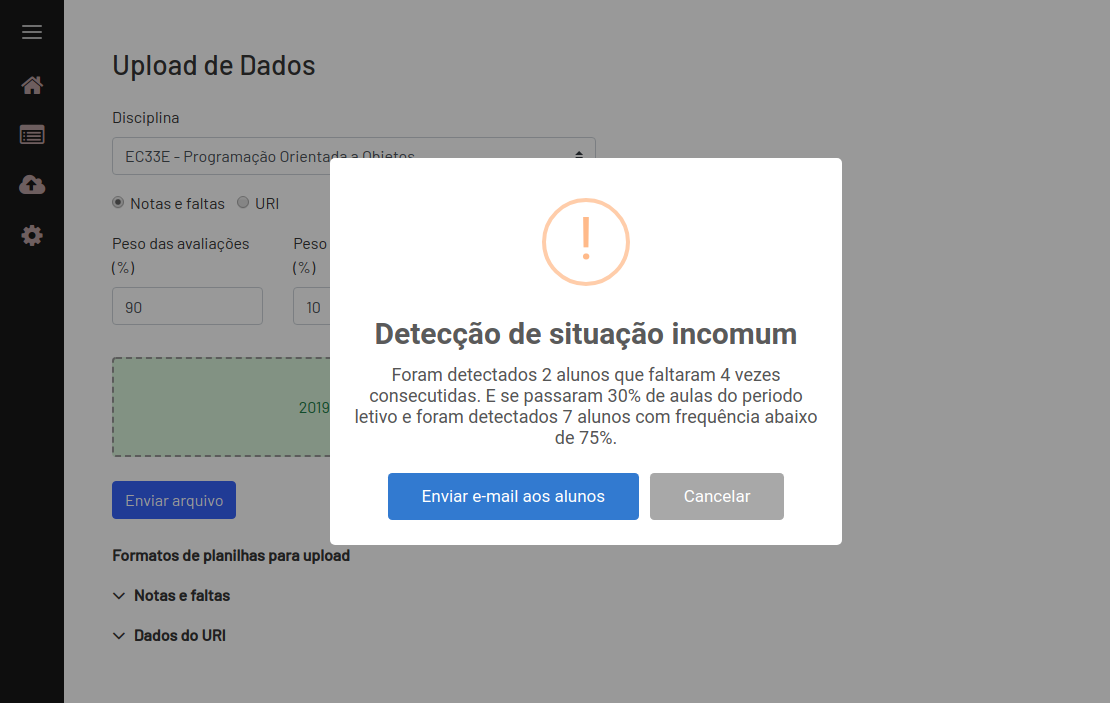 Upload de Dados
Disciplina
EC33E - Programação Orientada a Objetos
Notas e faltas
URI
Peso das avaliações
(%)
Peso
(%)
90
10
2019
!
Detecção de situação incomum
Foram detectados 2 alunos que faltaram 4 vezes
consecutidas. E se passaram 30% de aulas do periodo
letivo e foram detectados 7 alunos com frequência abaixo
de 75%.
Enviar e-mail aos alunos
Cancelar
Enviar arquivo
Formatos de planilhas para upload
Notas e faltas
Dados do URI